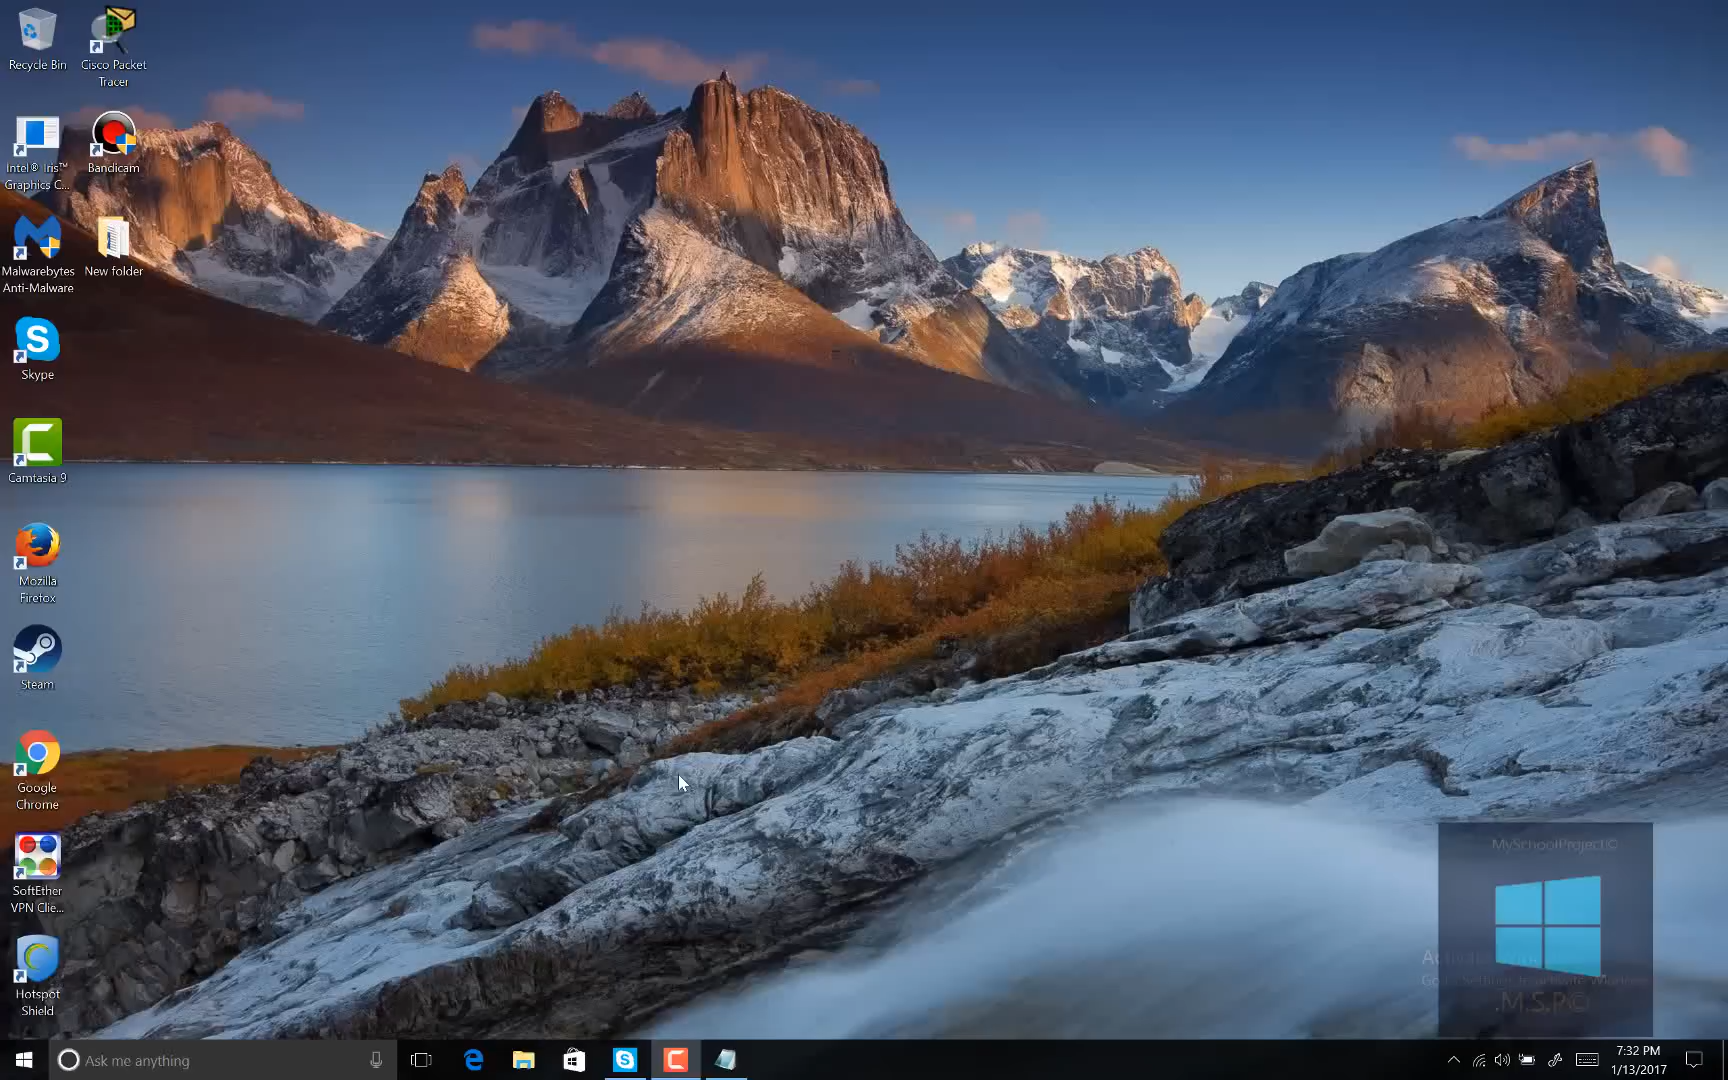 Recycle Bin
Cisco Packet
Tracer
Intel® Iris™
Graphics C...
Bandicam
Malwarebytes
Anti-Malware
New folder
Skype
Camtasia 9
Mozilla
Firefox
Steam
Google
Chrome
SoftEther
VPN Clie...
Hotspot
Shield
MySchoolProject©
.M.S.P©
Ask me anything
7:32 PM
1/13/2017